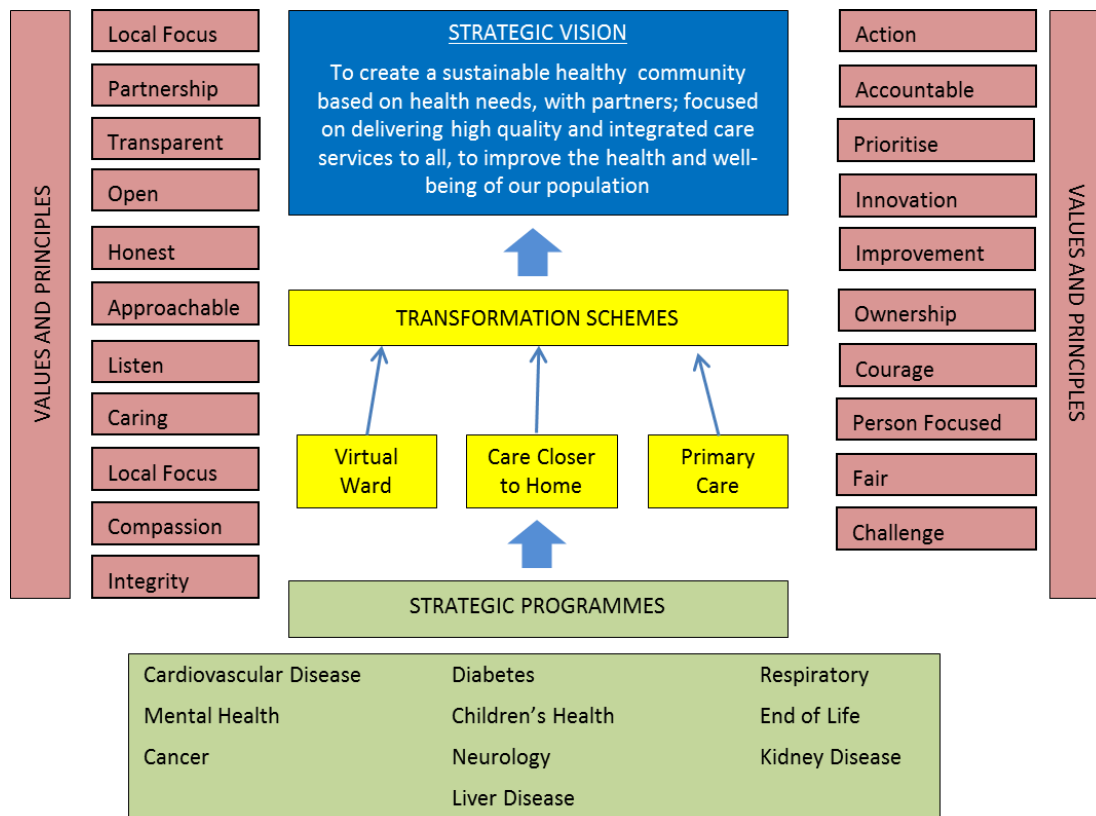 VALUES AND PRINCIPLES
Local Focus
Partnership
Transparent
Open
Honest
Approachable
Listen
Caring
Local Focus
Compassion
Integrity
STRATEGIC VISION
To create a sustainable healthy community
based on health needs, with partners; focused
on delivering high quality and integrated care
services to all, to improve the health and well-
being of our population
TRANSFORMATION SCHEMES
Virtual
Ward
Care Closer
to Home
Primary
Care
STRATEGIC PROGRAMMES
Cardiovascular Disease
Mental Health
Cancer
Diabetes
Children’s Health
Neurology
Liver Disease
Respiratory
End of Life
Kidney Disease
Action
Accountable
Prioritise
Innovation
Improvement
Ownership
Courage
Person Focused
Fair
Challenge
VALUES AND PRINCIPLES